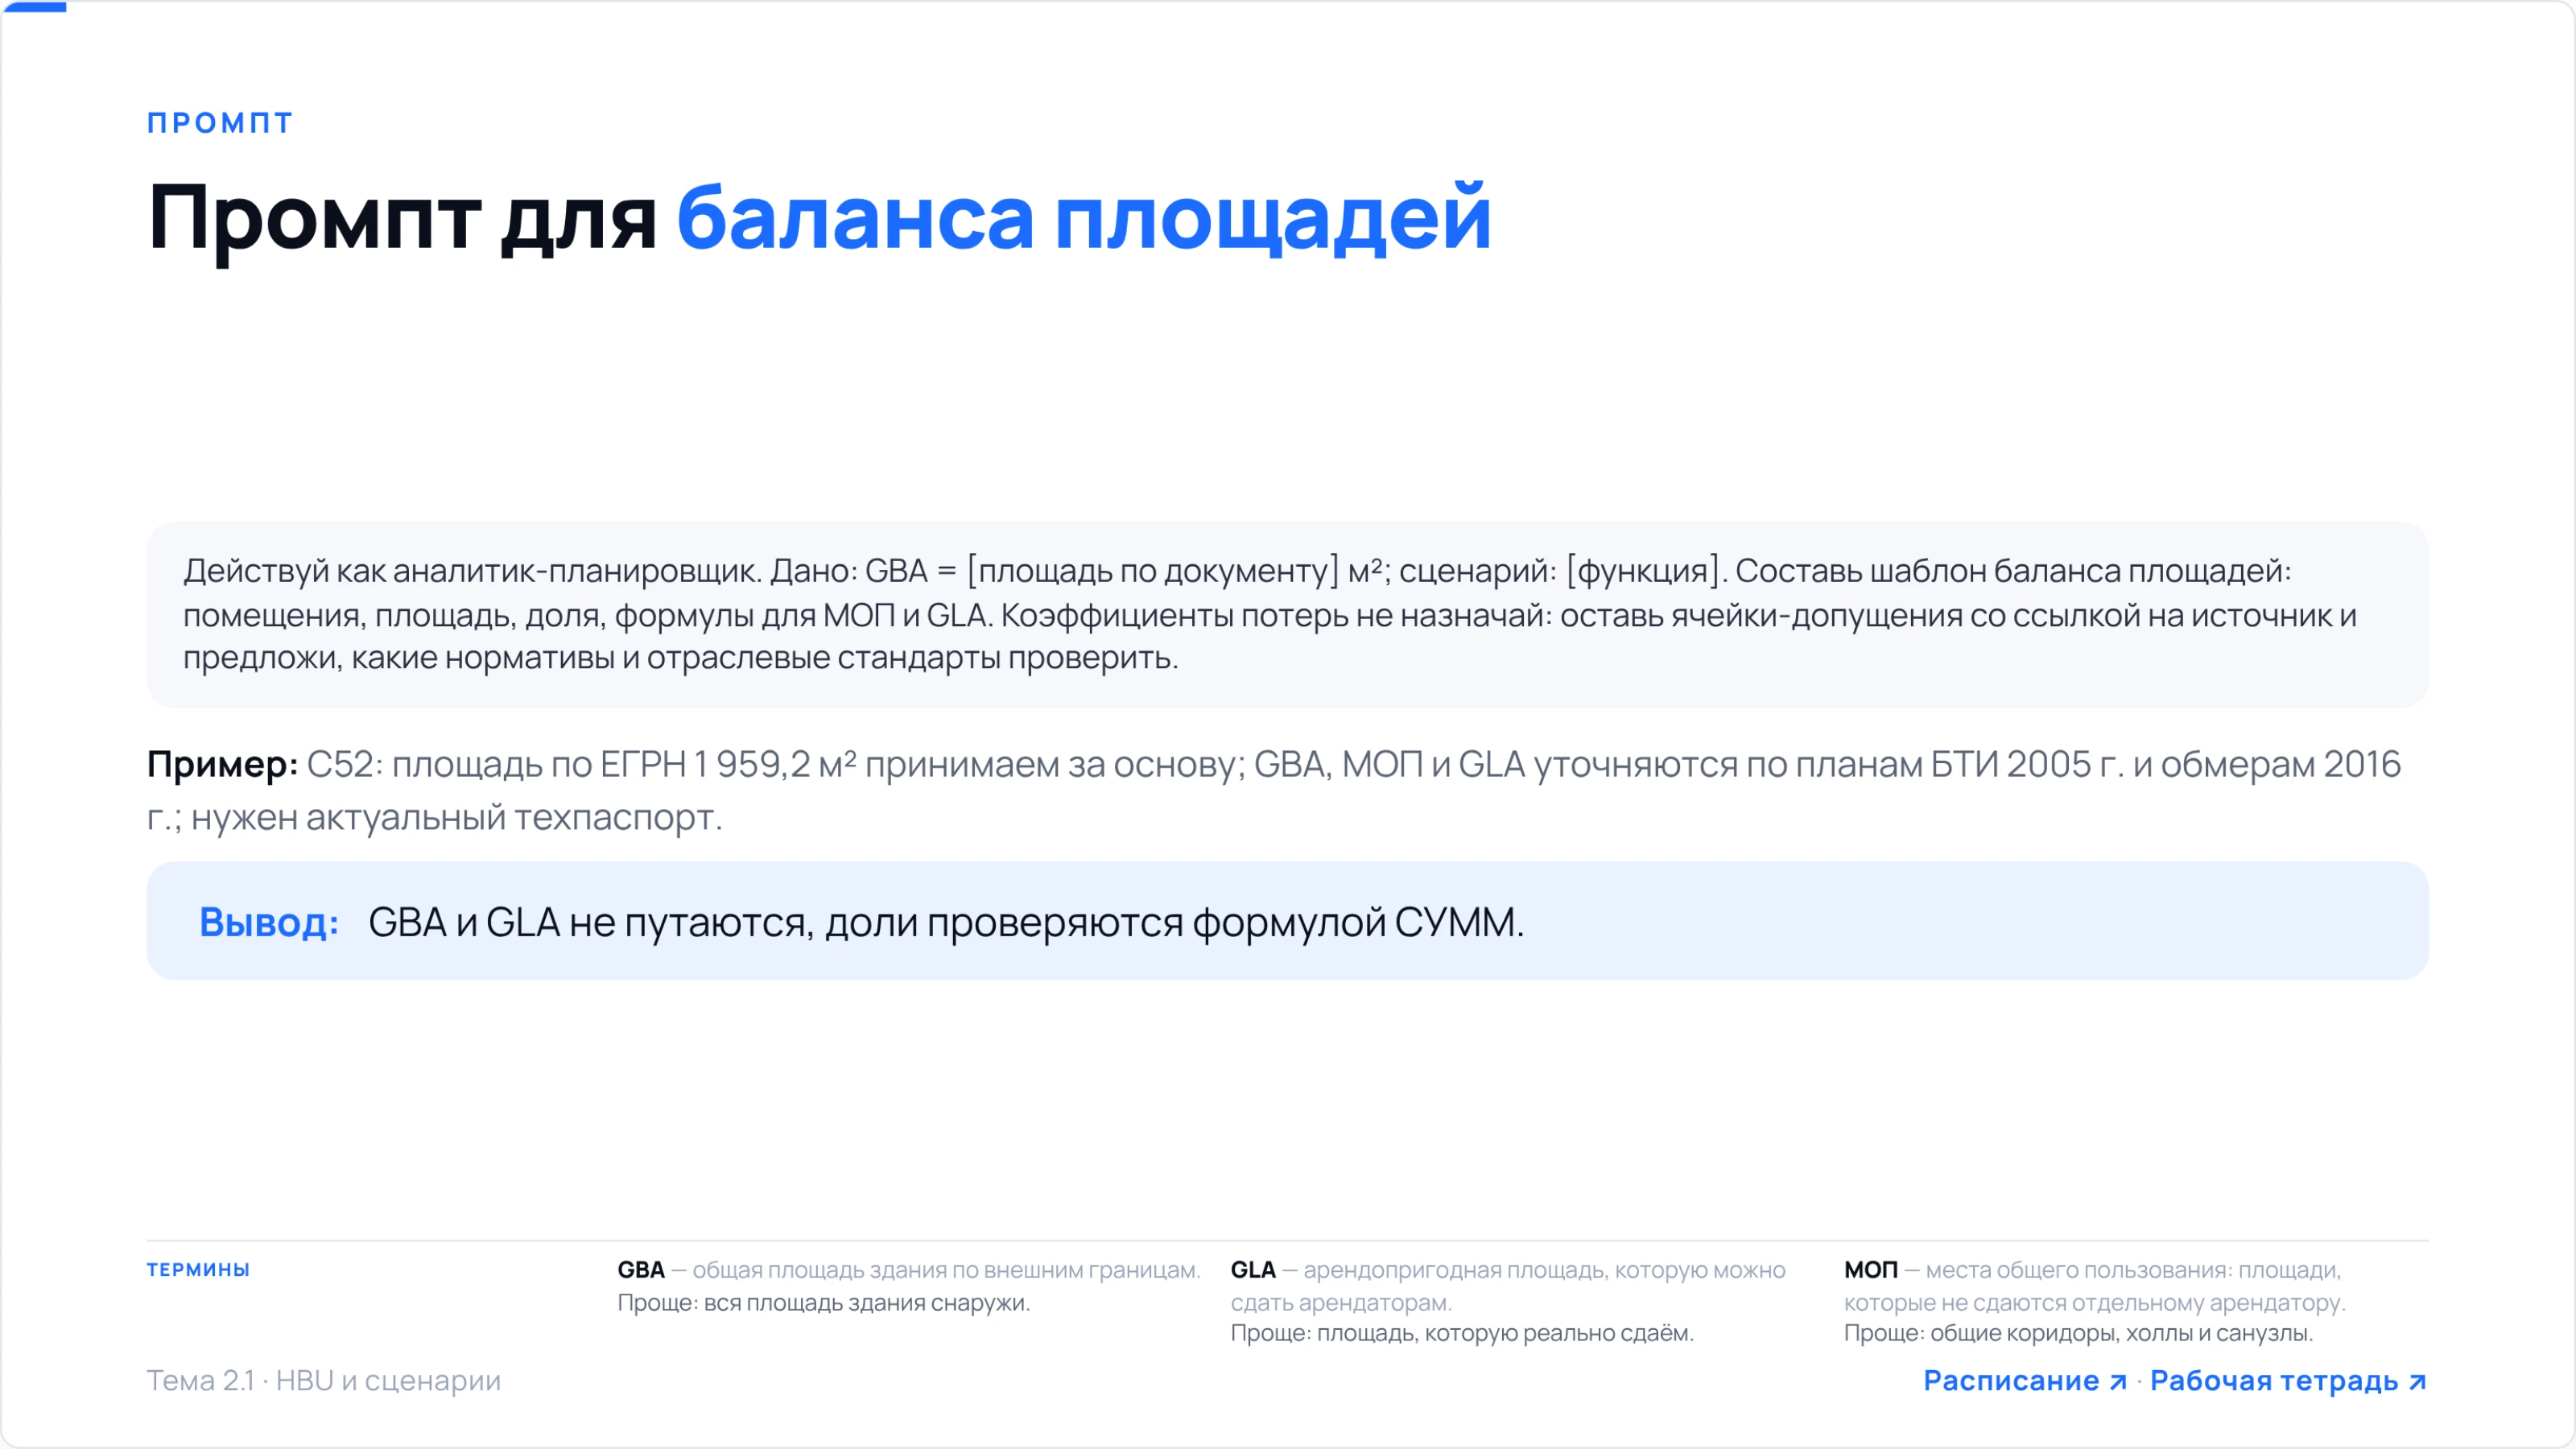 ПРОМПТ
Промпт для баланса площадей
Действуй как аналитик-планировщик. Дано: GBA = [площадь по документу] м²; сценарий: [функция]. Составь шаблон баланса площадей:
помещения, площадь, доля, формулы для МОП и GLA. Коэффициенты потерь не назначай: оставь ячейки-допущения со ссылкой на источник и
предложи, какие нормативы и отраслевые стандарты проверить.
Пример: С52: площадь по ЕГРН 1 959,2 м² принимаем за основу; GBA, МОП и GLA уточняются по планам БТИ 2005 г. и обмерам 2016
г.; нужен актуальный техпаспорт.
Вывод: GBA и GLA не путаются, доли проверяются формулой СУММ.
ТЕРМИНЫ
GBA — общая площадь здания по внешним границам.
Проще: вся площадь здания снаружи.
GLA — арендопригодная площадь, которую можно
сдать арендаторам.
Проще: площадь, которую реально сдаём.
МОП — места общего пользования: площади,
которые не сдаются отдельному арендатору.
Проще: общие коридоры, холлы и санузлы.
Тема 2.1 · HBU и сценарии
Расписание ↗ · Рабочая тетрадь ↗